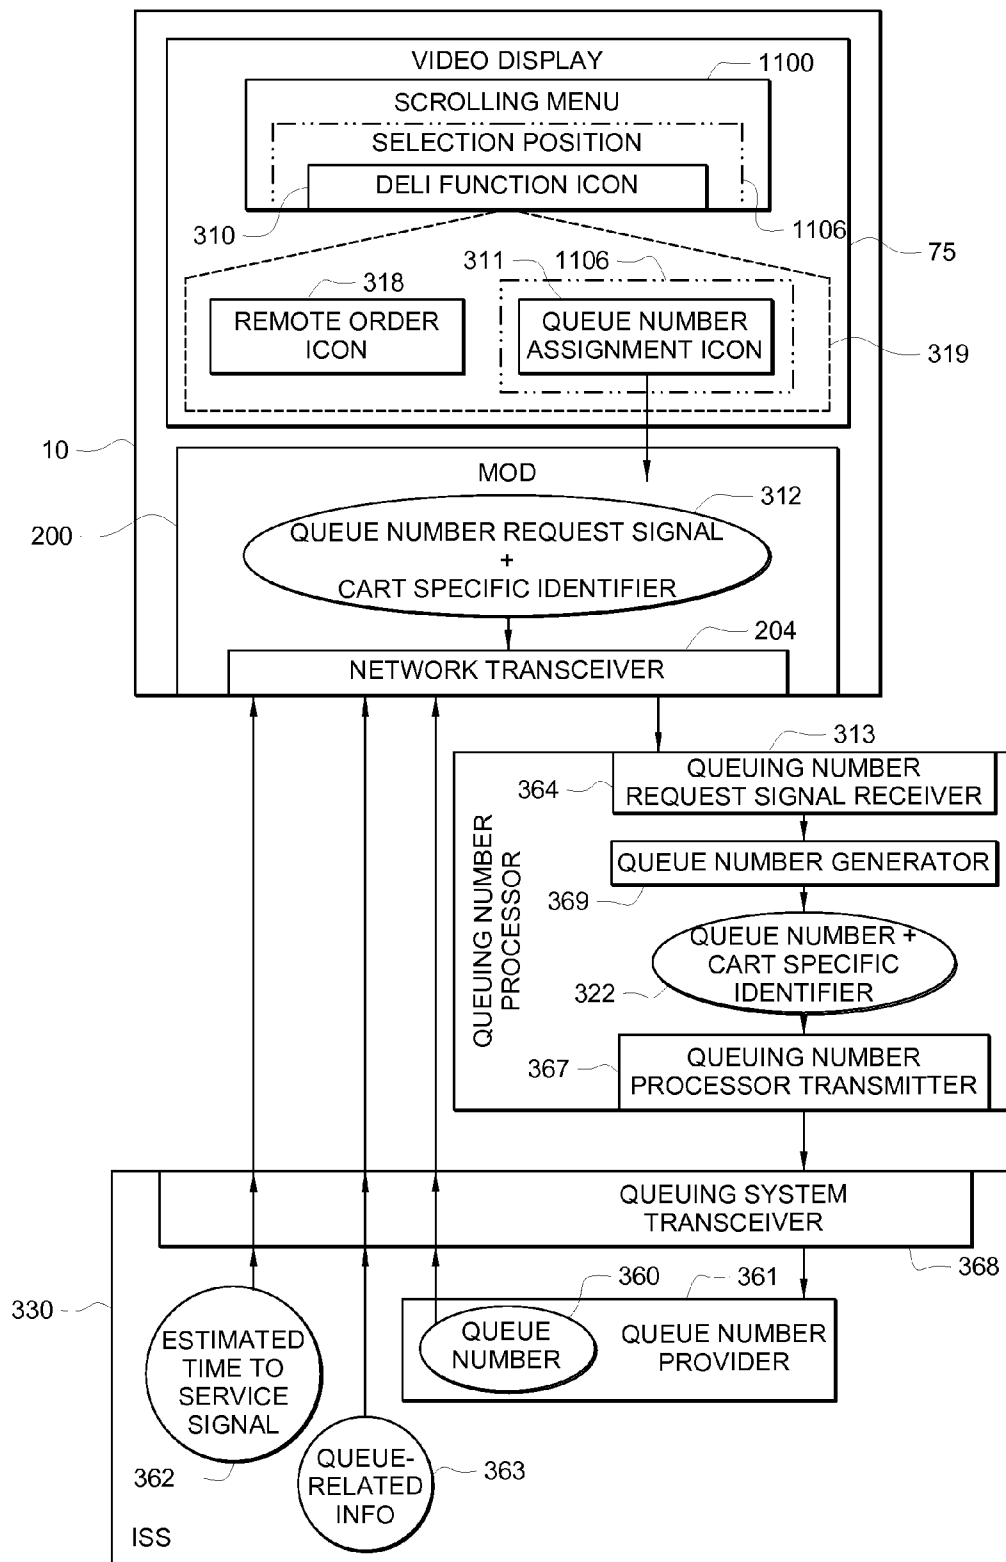 VIDEO DISPLAY
1100
SCROLLING MENU
SELECTION POSITION
DELI FUNCTION ICON
310
1106
75
311
1106
318
REMOTE ORDER
ICON
QUEUE NUMBER
ASSIGNMENT ICON
319
10
MOD
312
200
QUEUE NUMBER REQUEST SIGNAL
+
CART SPECIFIC IDENTIFIER
204
NETWORK TRANSCEIVER
313
364
QUEUING NUMBER
REQUEST SIGNAL RECEIVER
QUEUING NUMBER
PROCESSOR
QUEUE NUMBER GENERATOR
369
QUEUE NUMBER +
CART SPECIFIC
IDENTIFIER
322
367
QUEUING NUMBER
PROCESSOR TRANSMITTER
QUEUING SYSTEM
TRANSCEIVER
368
330
360
361
ESTIMATED
TIME TO
SERVICE
SIGNAL
QUEUE
NUMBER
QUEUE NUMBER
PROVIDER
362
QUEUE-
RELATED
INFO
363
ISS